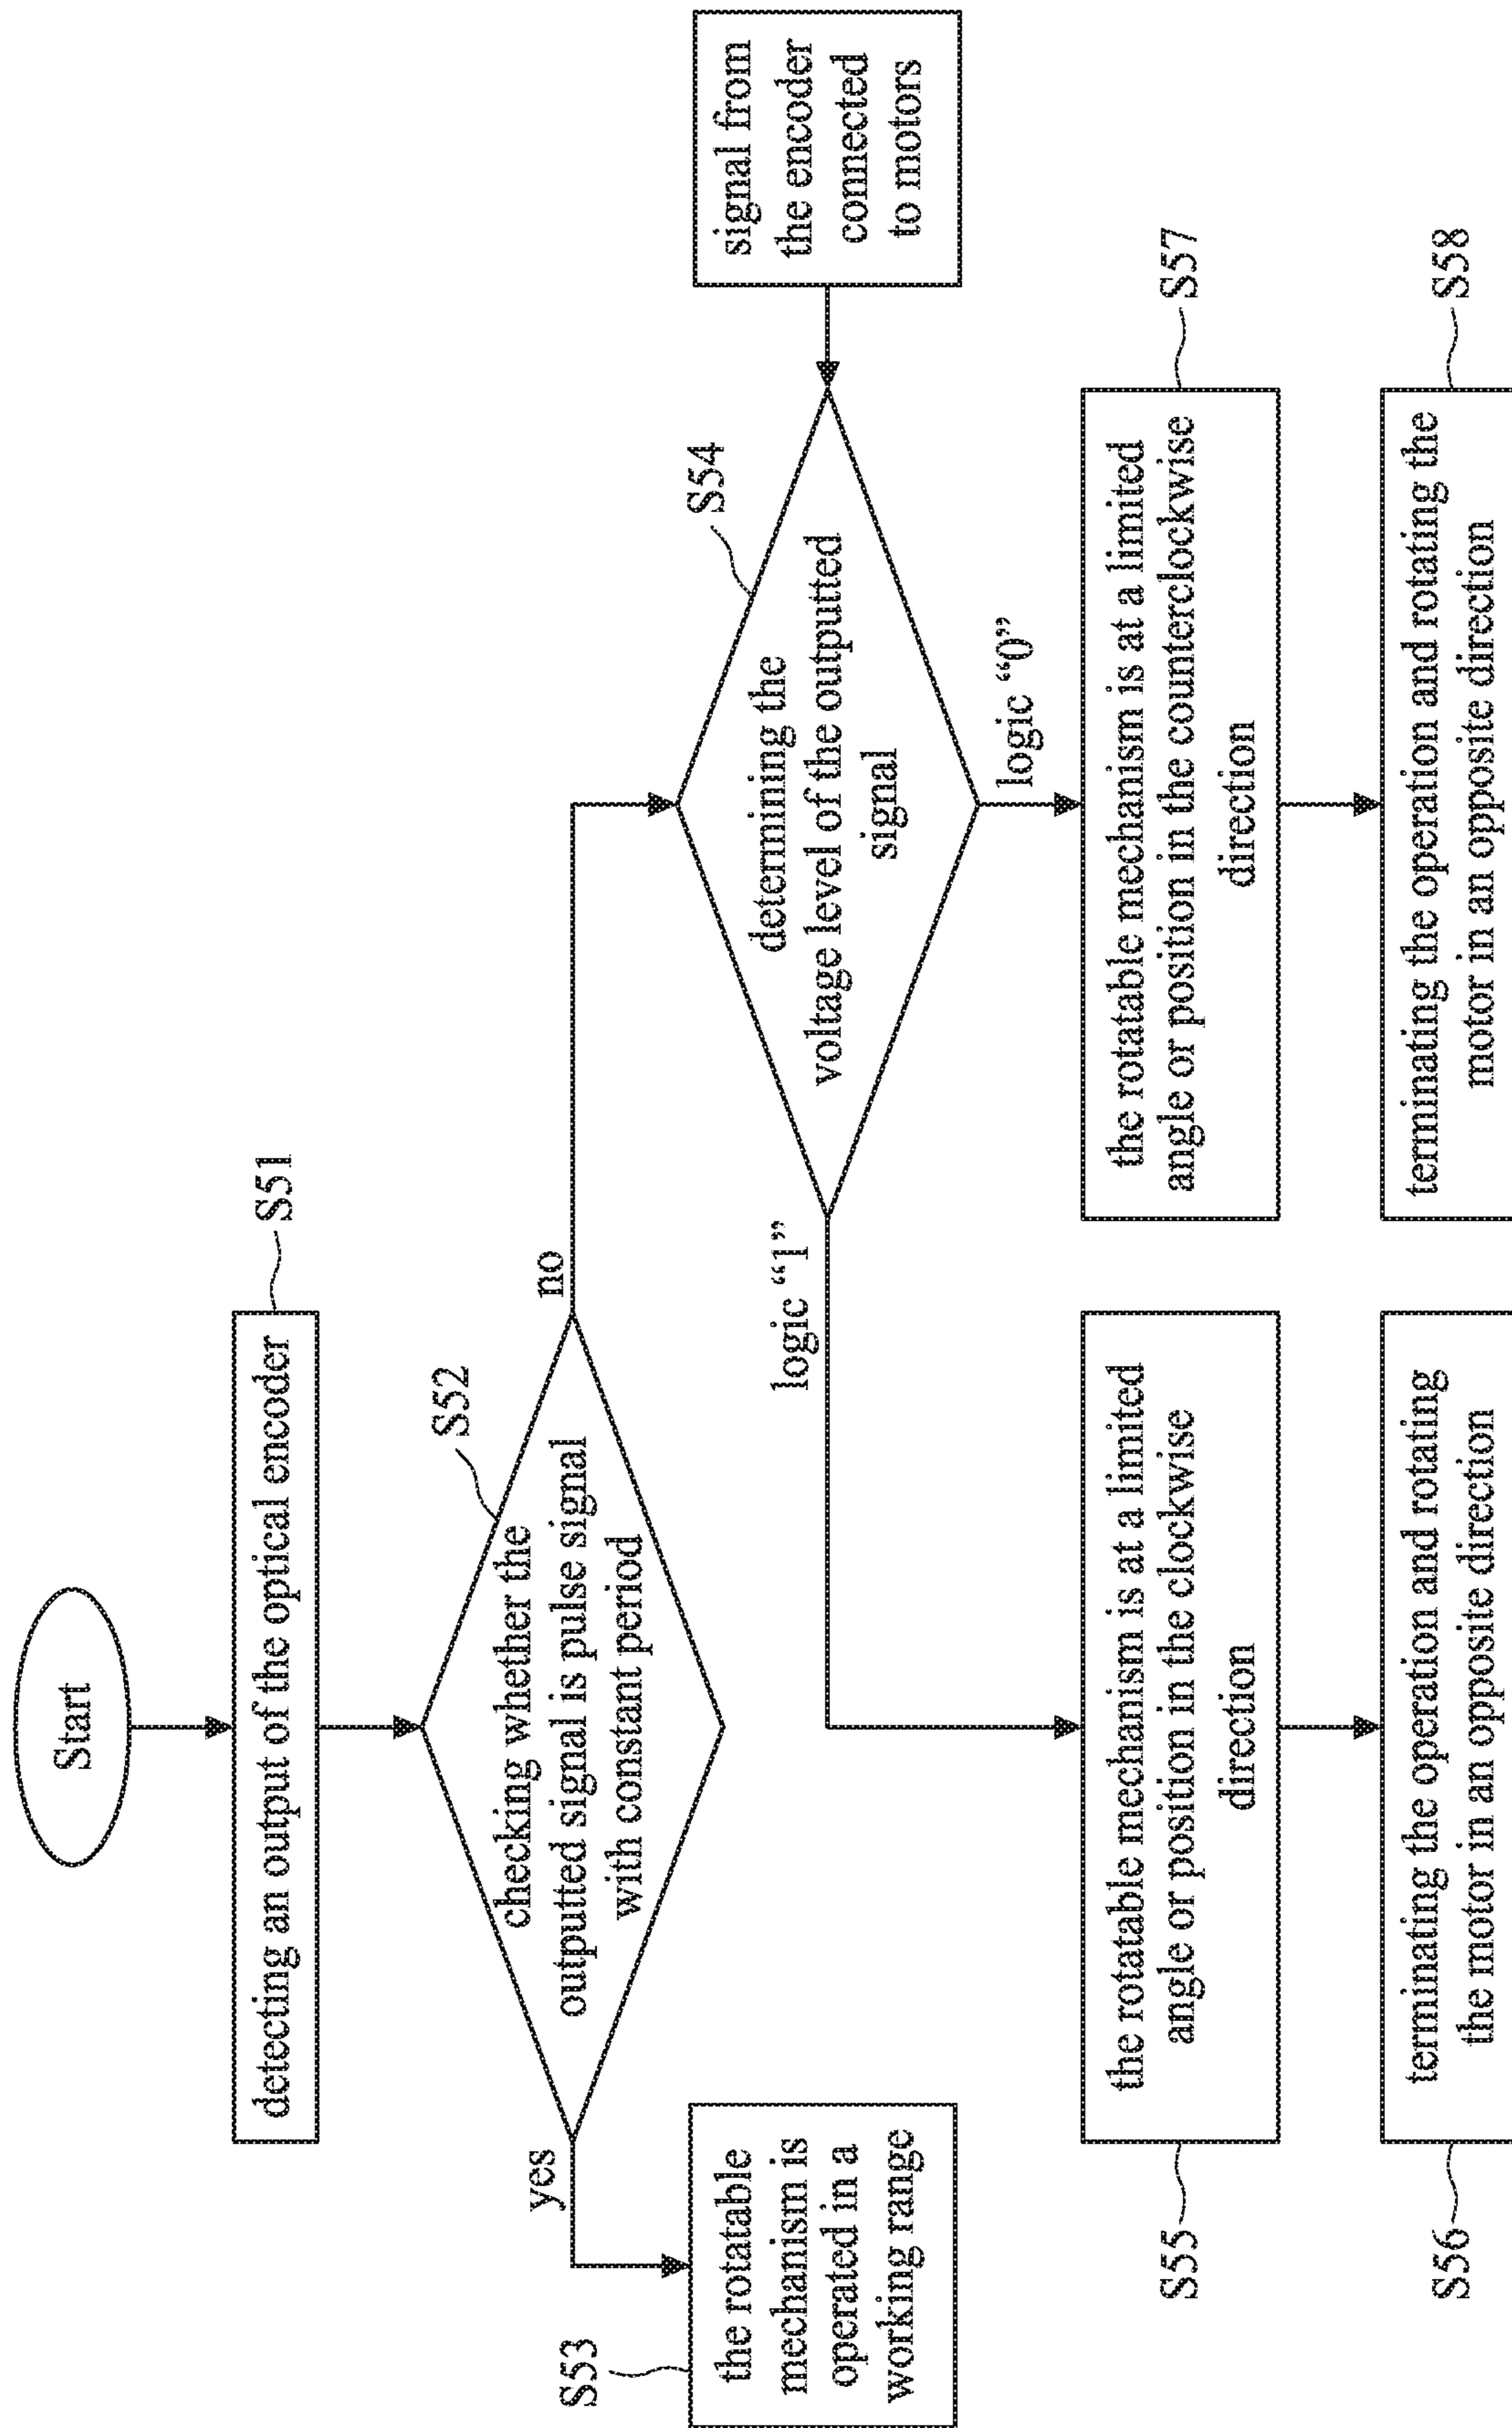 Start
detecting an output of the optical encoder
S51
checking whether the
outputted signal is pulse signal
with constant period
S52
yes
no
the rotatable
mechanism is
operated in a
working range
S53
determining the
voltage level of the outputted
signal
S54
signal from
the encoder
connected
to motors
logic “1”
logic “0”
the rotatable mechanism is at a limited
angle or position in the clockwise
direction
S55
the rotatable mechanism is at a limited
angle or position in the counterclockwise
direction
S57
terminating the operation and rotating
the motor in an opposite direction
S56
terminating the operation and rotating the
motor in an opposite direction
S58